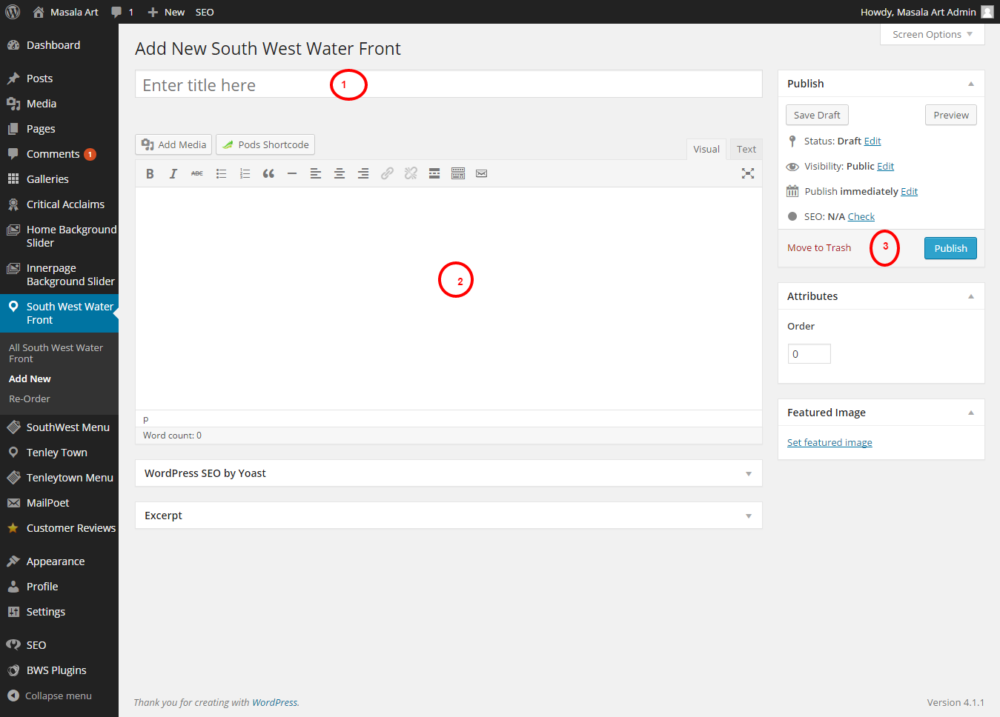 Masala Art
1
New
SEO
Howdy, Masala Art Admin
Screen Options
Dashboard
Posts
Media
Pages
Comments 1
Galleries
Critical Acclaims
Home Background
Slider
Innerpage
Background Slider
South West Water
Front
All South West Water
Front
Add New
Re-Order
SouthWest Menu
Tenley Town
Tenleytown Menu
MailPoet
Customer Reviews
Appearance
Profile
Settings
SEO
BWS Plugins
Collapse menu
Add New South West Water Front
Enter title here
1
Add Media
Pods Shortcode
Visual
Text
B I ABC
2
p
Word count: 0
WordPress SEO by Yoast
Excerpt
Publish
Save Draft
Preview
Status: Draft Edit
Visibility: Public Edit
Publish immediately Edit
SEO: N/A Check
Move to Trash
3
Publish
Attributes
Order
0
Featured Image
Set featured image
Thank you for creating with WordPress.
Version 4.1.1